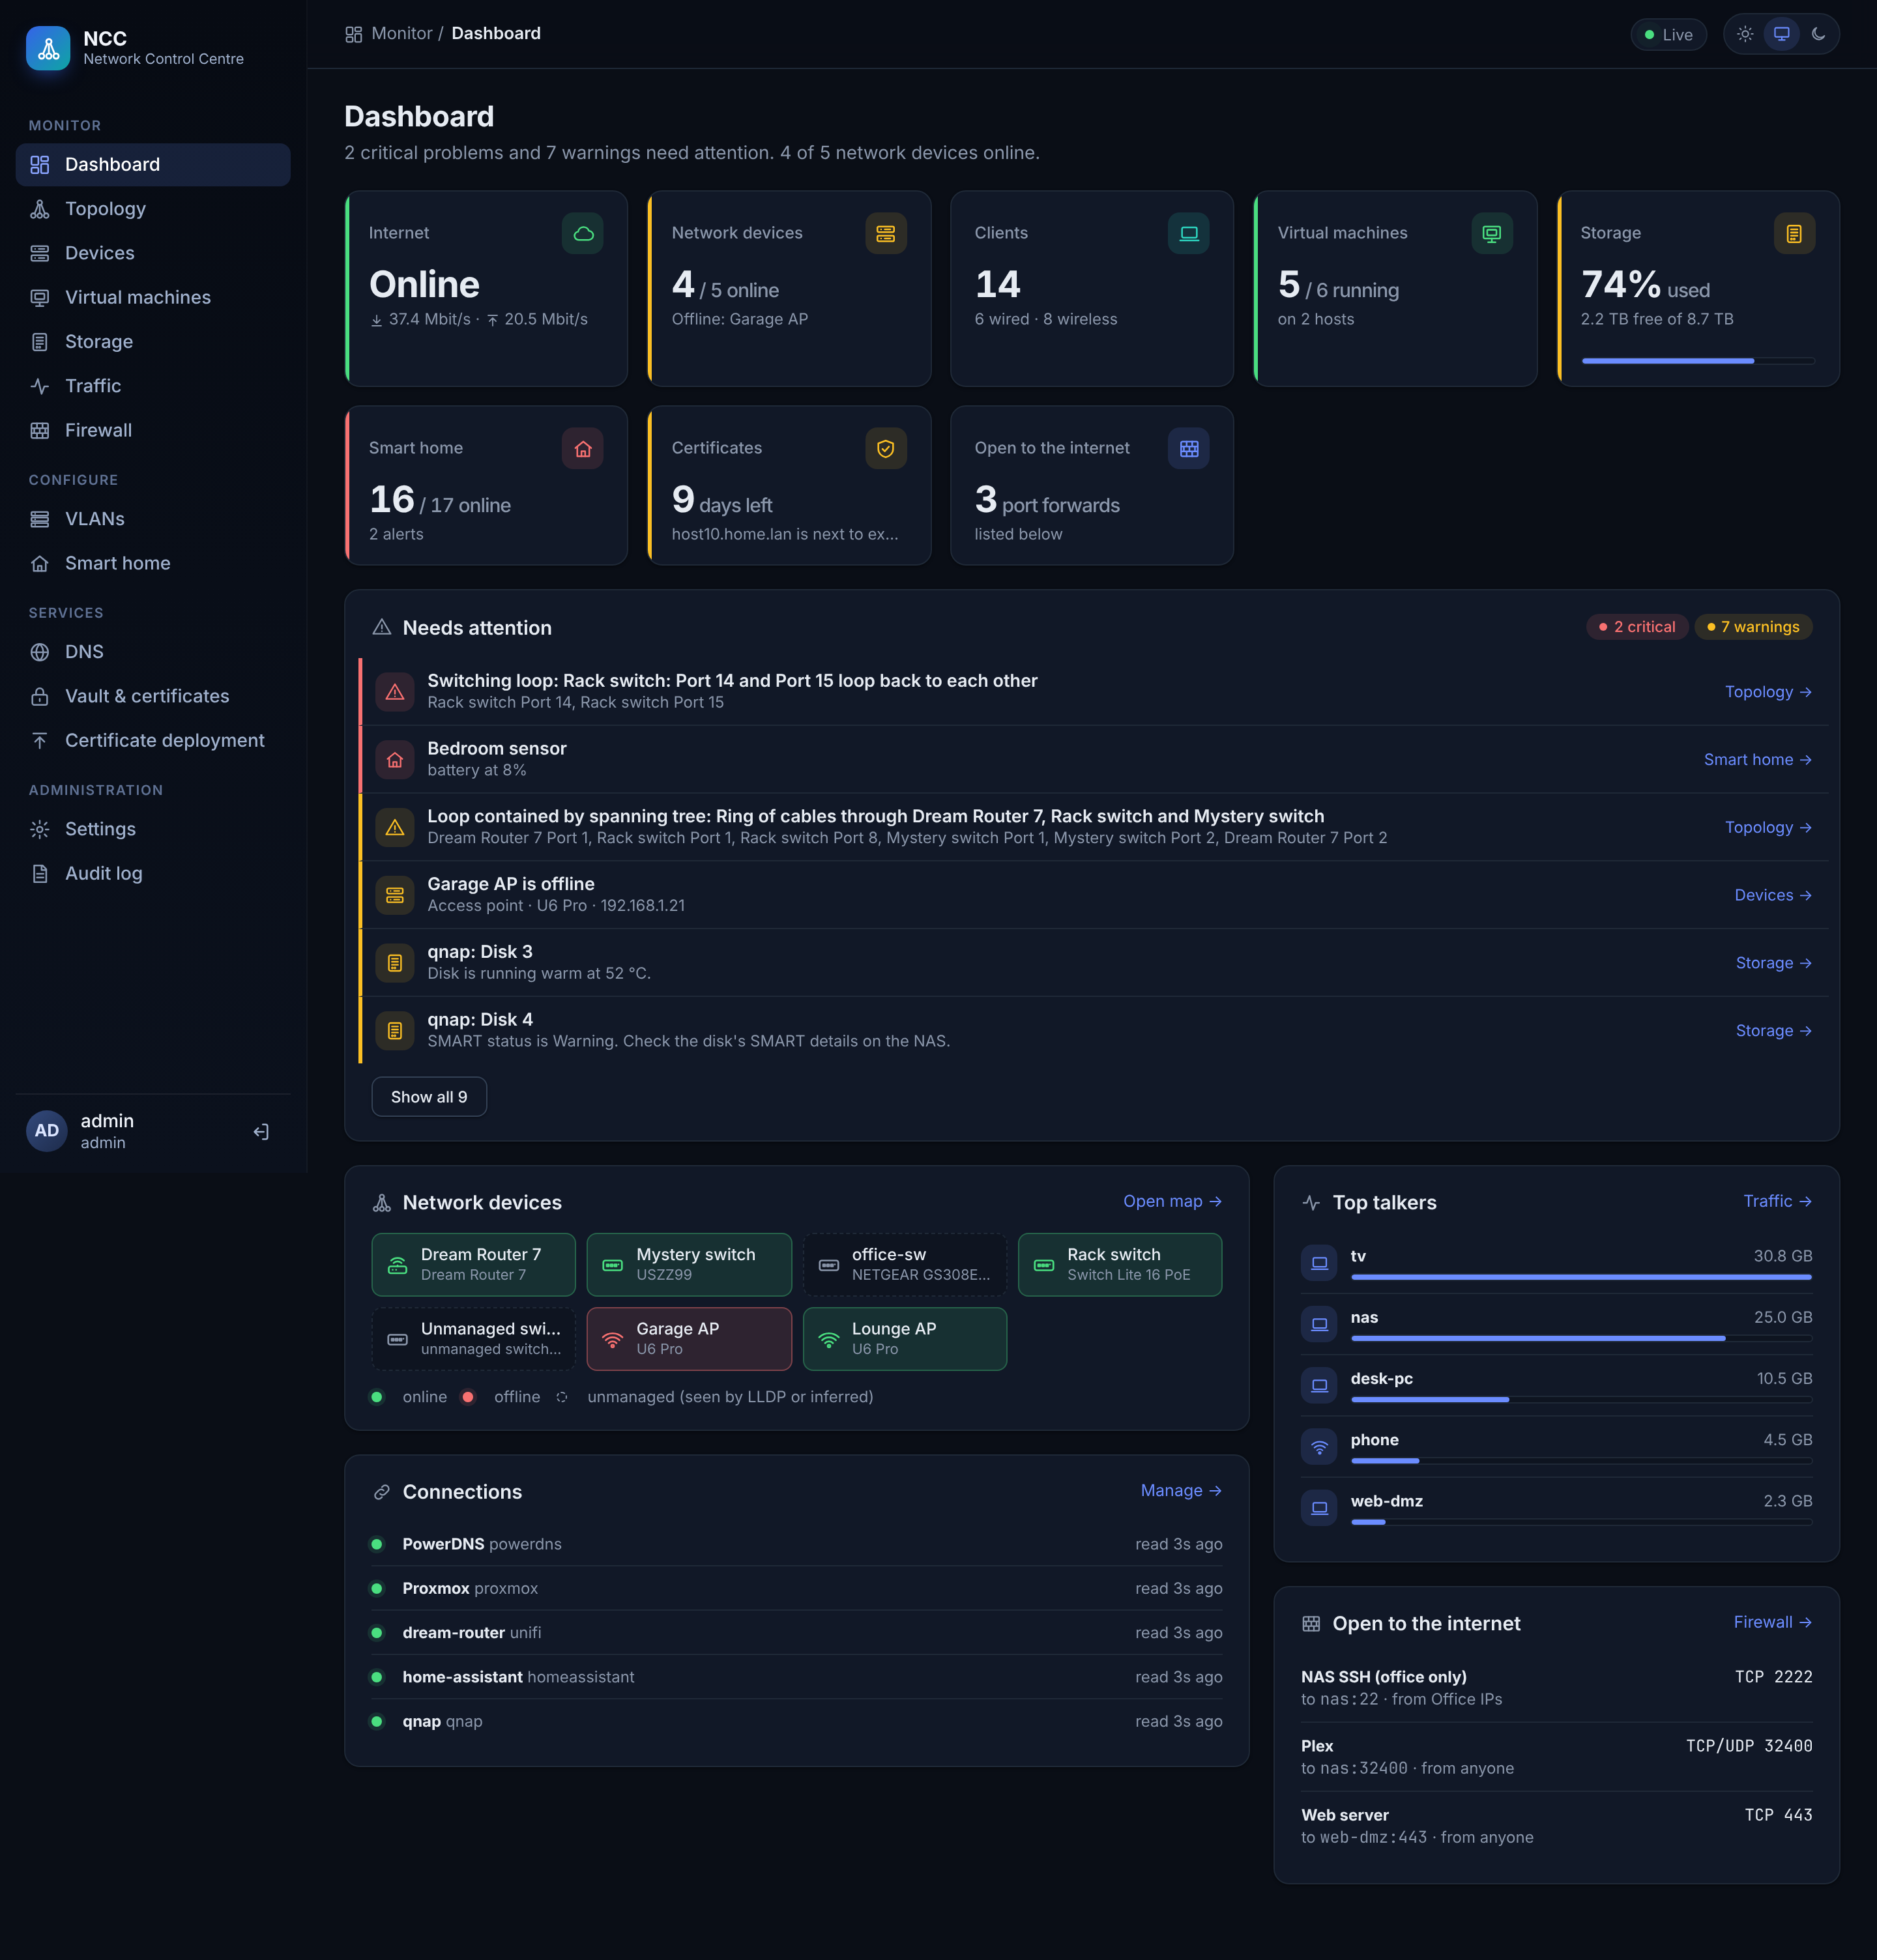 NCC
Network Control Centre
MONITOR
Dashboard
Topology
Devices
Virtual machines
Storage
Traffic
Firewall
CONFIGURE
VLANs
Smart home
SERVICES
DNS
Vault & certificates
Certificate deployment
ADMINISTRATION
Settings
Audit log
AD
admin
admin
Monitor / Dashboard
Live
Dashboard
2 critical problems and 7 warnings need attention. 4 of 5 network devices online.
Internet
Online
37.4 Mbit/s · 20.5 Mbit/s
Network devices
4 / 5 online
Offline: Garage AP
Clients
14
6 wired · 8 wireless
Virtual machines
5 / 6 running
on 2 hosts
Storage
74% used
2.2 TB free of 8.7 TB
Smart home
16 / 17 online
2 alerts
Certificates
9 days left
host10.home.lan is next to ex...
Open to the internet
3 port forwards
listed below
Needs attention
2 critical
7 warnings
Switching loop: Rack switch: Port 14 and Port 15 loop back to each other
Rack switch Port 14, Rack switch Port 15
Topology →
Bedroom sensor
battery at 8%
Smart home →
Loop contained by spanning tree: Ring of cables through Dream Router 7, Rack switch and Mystery switch
Dream Router 7 Port 1, Rack switch Port 1, Rack switch Port 8, Mystery switch Port 1, Mystery switch Port 2, Dream Router 7 Port 2
Topology →
Garage AP is offline
Access point · U6 Pro · 192.168.1.21
Devices →
qnap: Disk 3
Disk is running warm at 52 °C.
Storage →
qnap: Disk 4
SMART status is Warning. Check the disk's SMART details on the NAS.
Storage →
Show all 9
Network devices
Open map →
Dream Router 7
Dream Router 7
Mystery switch
USZZ99
office-sw
NETGEAR GS308E...
Rack switch
Switch Lite 16 PoE
Unmanaged swi...
unmanaged switch...
Garage AP
U6 Pro
Lounge AP
U6 Pro
online offline unmanaged (seen by LLDP or inferred)
Connections
Manage →
PowerDNS powerdns
read 3s ago
Proxmox proxmox
read 3s ago
dream-router unifi
read 3s ago
home-assistant homeassistant
read 3s ago
qnap qnap
read 3s ago
Top talkers
Traffic →
tv
30.8 GB
nas
25.0 GB
desk-pc
10.5 GB
phone
4.5 GB
web-dmz
2.3 GB
Open to the internet
Firewall →
NAS SSH (office only)
TCP 2222
to nas:22 · from Office IPs
Plex
TCP/UDP 32400
to nas:32400 · from anyone
Web server
TCP 443
to web-dmz:443 · from anyone